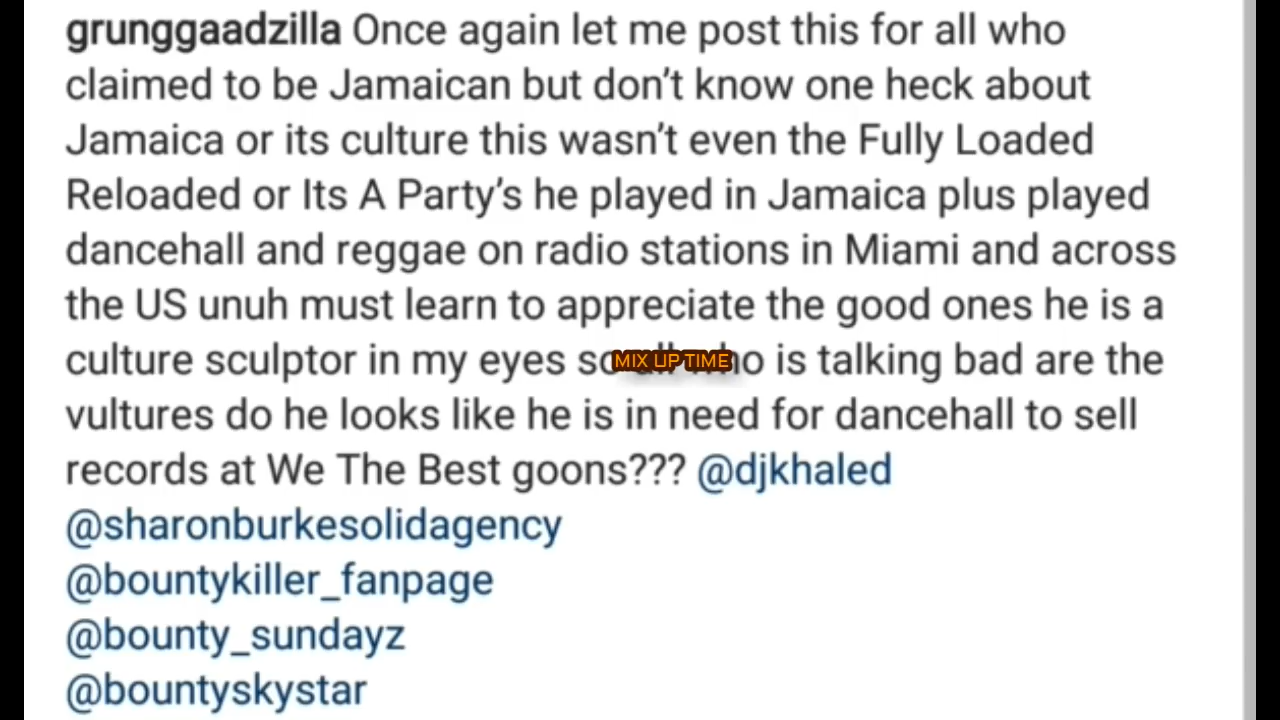 grunggaadzilla Once again let me post this for all who
claimed to be Jamaican but don't know one heck about
Jamaica or its culture this wasn't even the Fully Loaded
Reloaded or Its A Party's he played in Jamaica plus played
dancehall and reggae on radio stations in Miami and across
the US unuh must learn to appreciate the good ones he is a
culture sculptor in my eyes so who is talking bad are the
MIX UP TIME
vultures do he looks like he is in need for dancehall to sell
records at We The Best goons??? @djkhaled
@sharonburkesolidagency
@bountykiller_fanpage
@bounty_sundayz
@bountyskystar